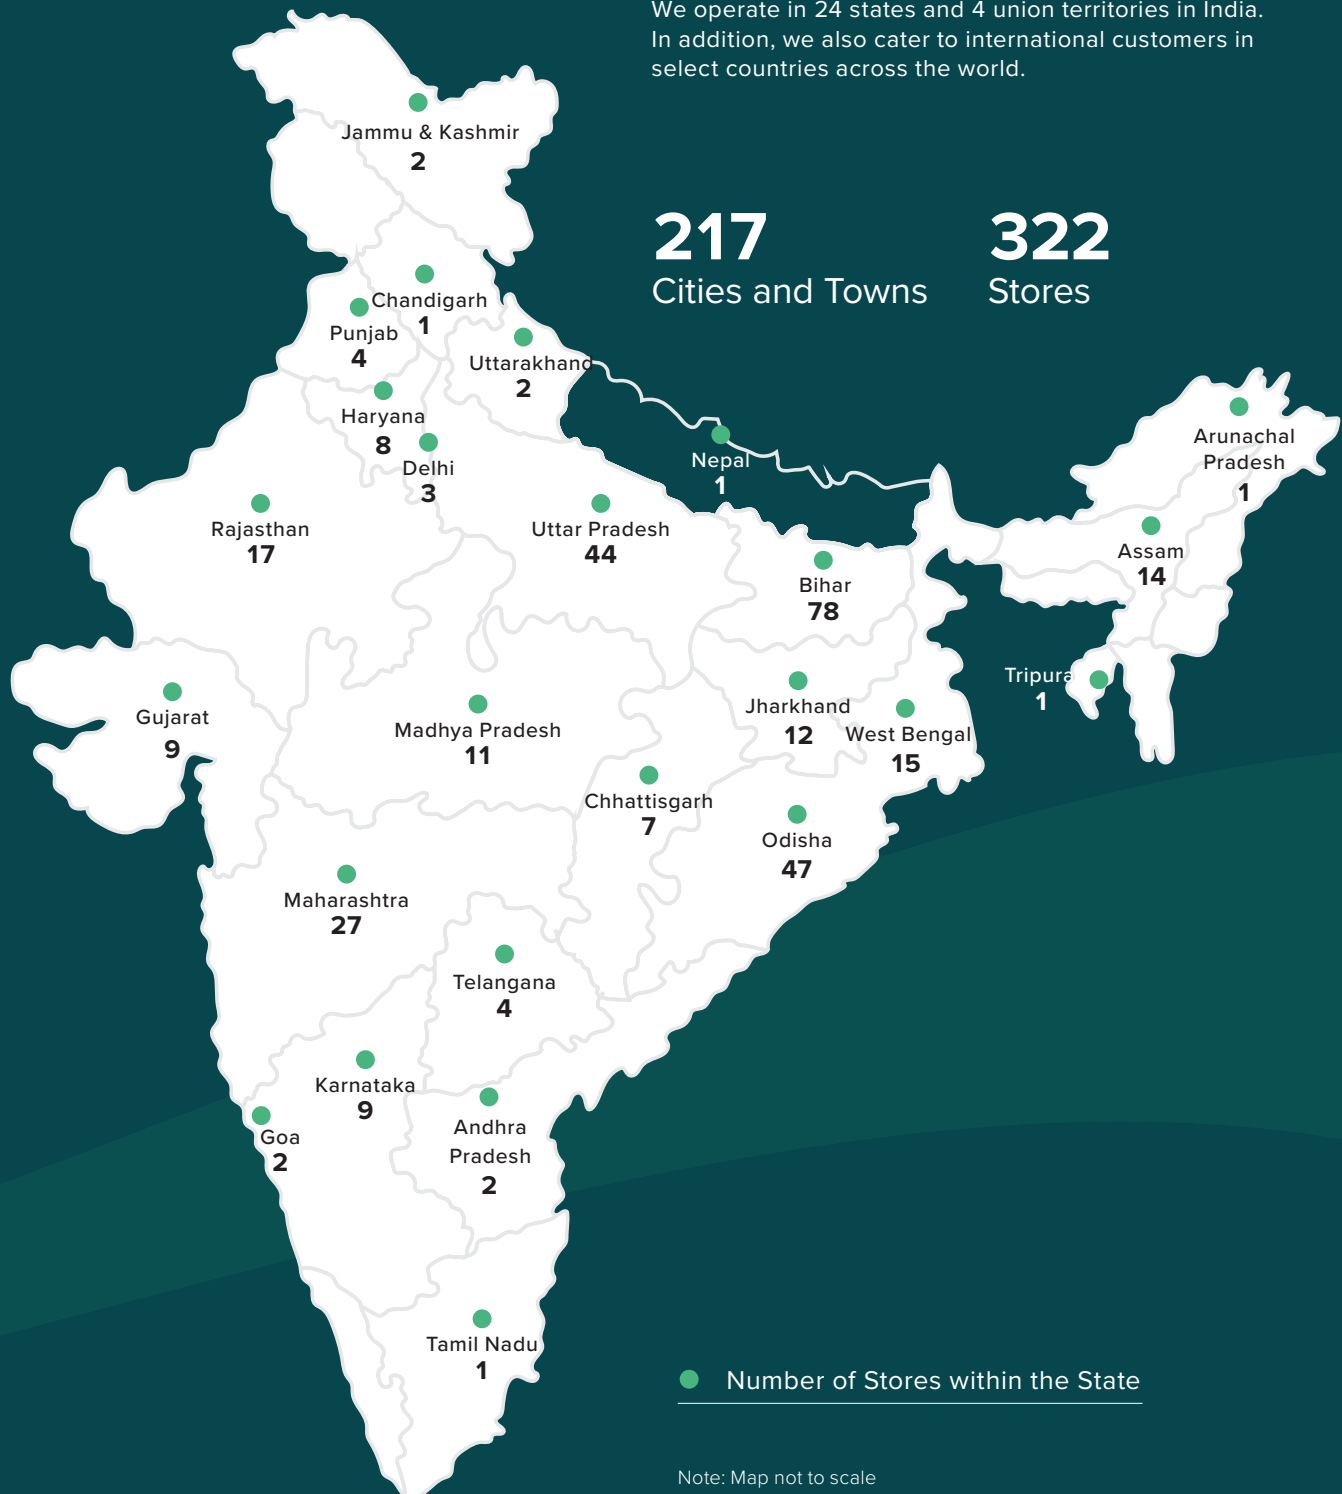 We operate in 24 states and 4 union territories in India.
In addition, we also cater to international customers in
select countries across the world.
217
Cities and Towns
322
Stores
Jammu & Kashmir
2
Chandigarh
1
Punjab
4
Uttarakhand
2
Haryana
8
Delhi
3
Nepal
1
Arunachal
Pradesh
1
Rajasthan
17
Uttar Pradesh
44
Assam
14
Bihar
78
Tripura
1
Gujarat
9
Madhya Pradesh
11
Jharkhand
12
West Bengal
15
Chhattisgarh
7
Odisha
47
Maharashtra
27
Telangana
4
Karnataka
9
Goa
2
Andhra
Pradesh
2
Tamil Nadu
1
Number of Stores within the State
Note: Map not to scale